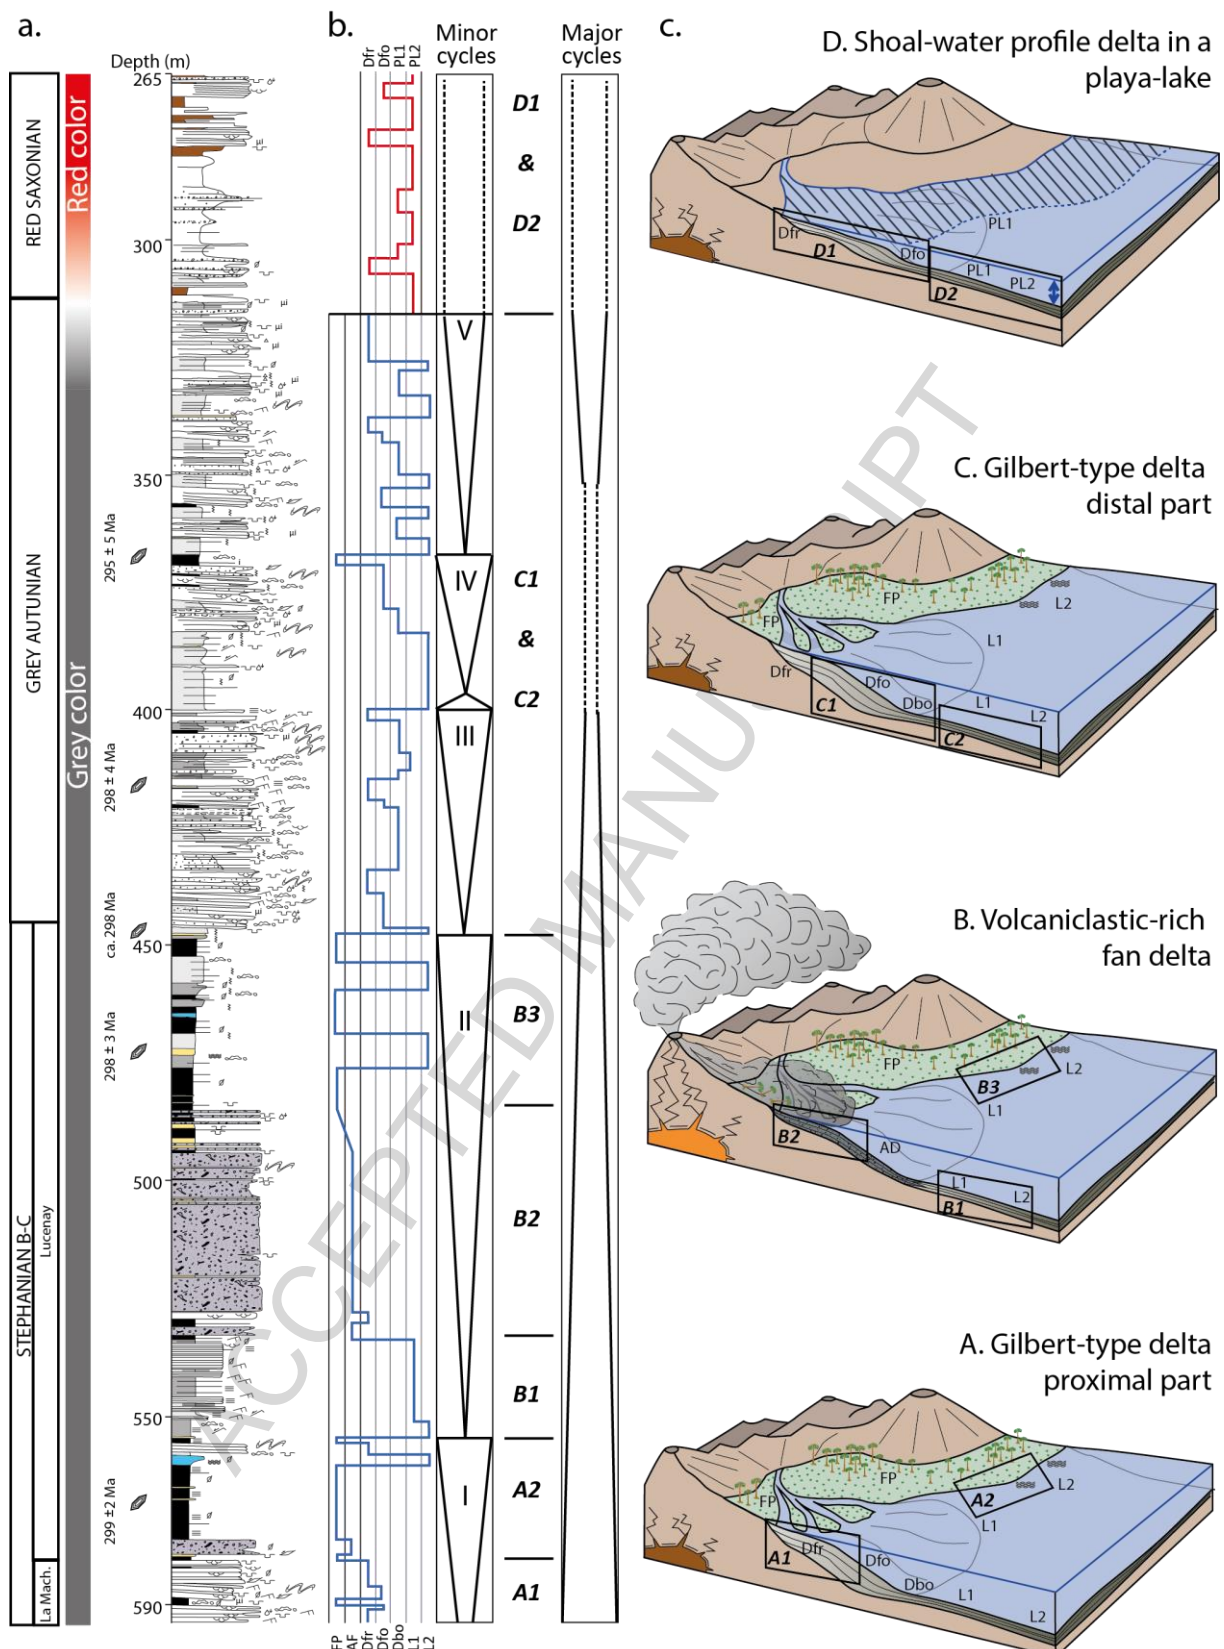 a.
b.
c.
Depth (m)
Dfr
Dfo
PL1
PL2
Minor
cycles
Major
cycles
265
300
350
400
450
500
550
590
RED SAXONIAN
GREY AUTUNIAN
STEPHANIAN B-C
Lucenay
La Mach.
Red color
Grey color
295 ± 5 Ma
298 ± 4 Ma
ca. 298 Ma
298 ± 3 Ma
299 ±2 Ma
FP
AF
Dfr
Dfo
Dbo
L1
L2
V
IV
III
II
I
D1
&
D2
C1
&
C2
B3
B2
B1
A2
A1
D. Shoal-water profile delta in a
playa-lake
Dfr
D1
Dfo
PL1
PL1
PL2
D2
C. Gilbert-type delta
distal part
FP
FP
L2
L1
Dfr
Dfo
Dbo
C1
L1
L2
C2
B. Volcaniclastic-rich
fan delta
FP
B3
L2
L1
B2
AD
L1
L2
B1
A. Gilbert-type delta
proximal part
FP
FP
A2
L2
L1
A1
Dfr
Dfo
Dbo
L1
L2
ACCEPTED MANUSCRIPT